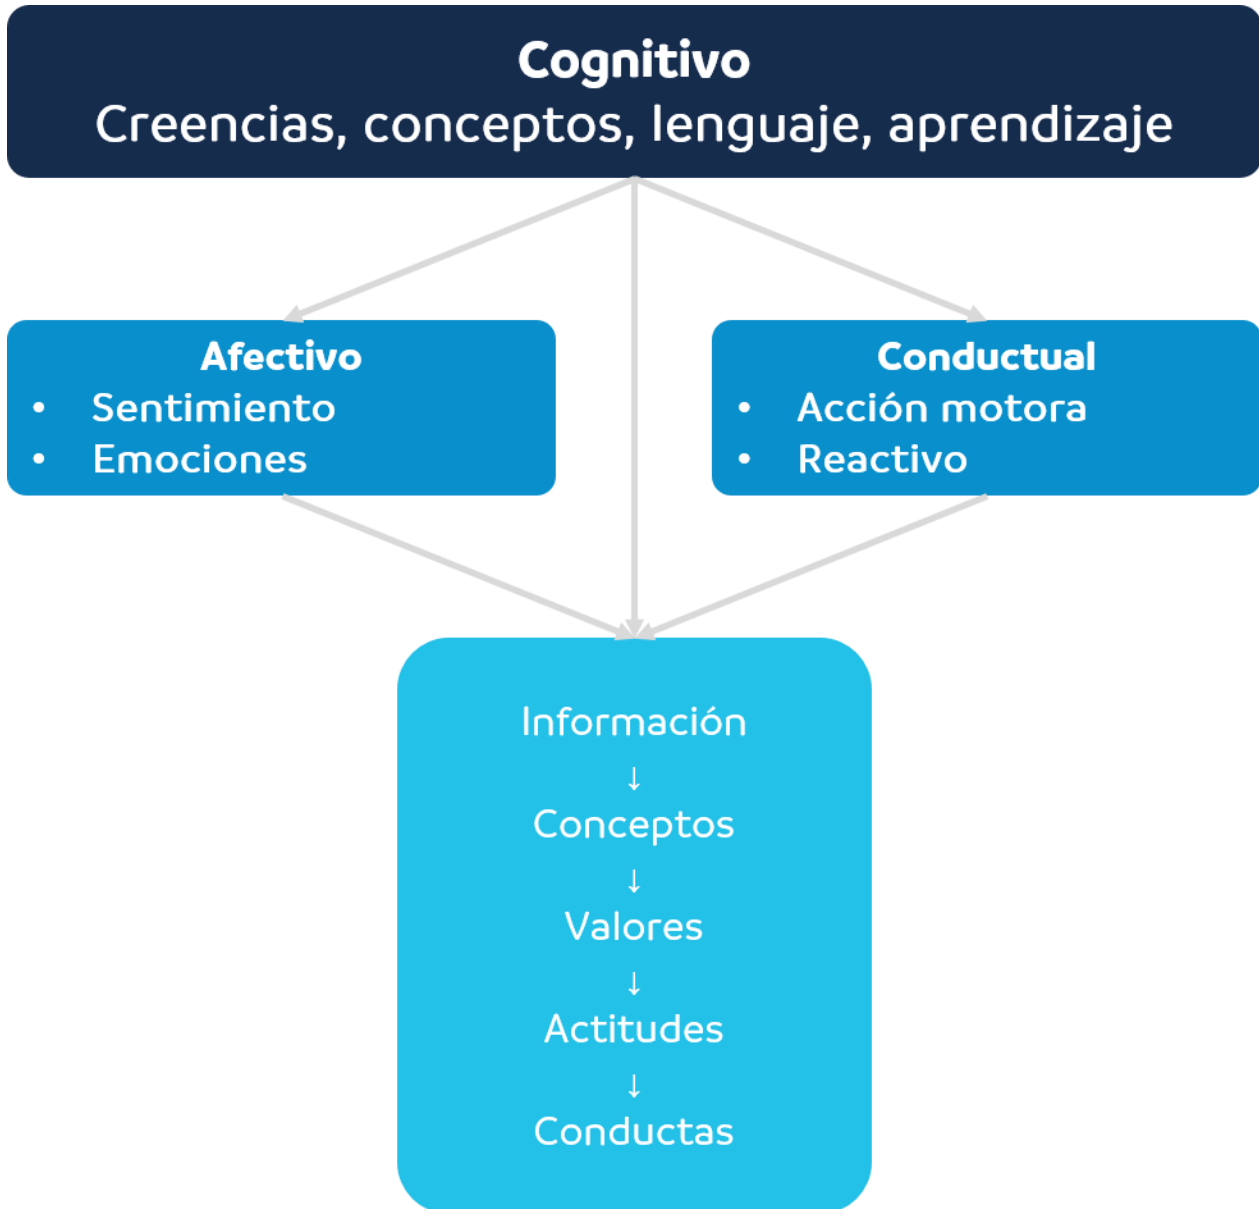 Cognitivo
Creencias, conceptos, lenguaje, aprendizaje
Afectivo
• Sentimiento
• Emociones
Conductual
• Acción motora
• Reactivo
Información
↓
Conceptos
↓
Valores
↓
Actitudes
↓
Conductas